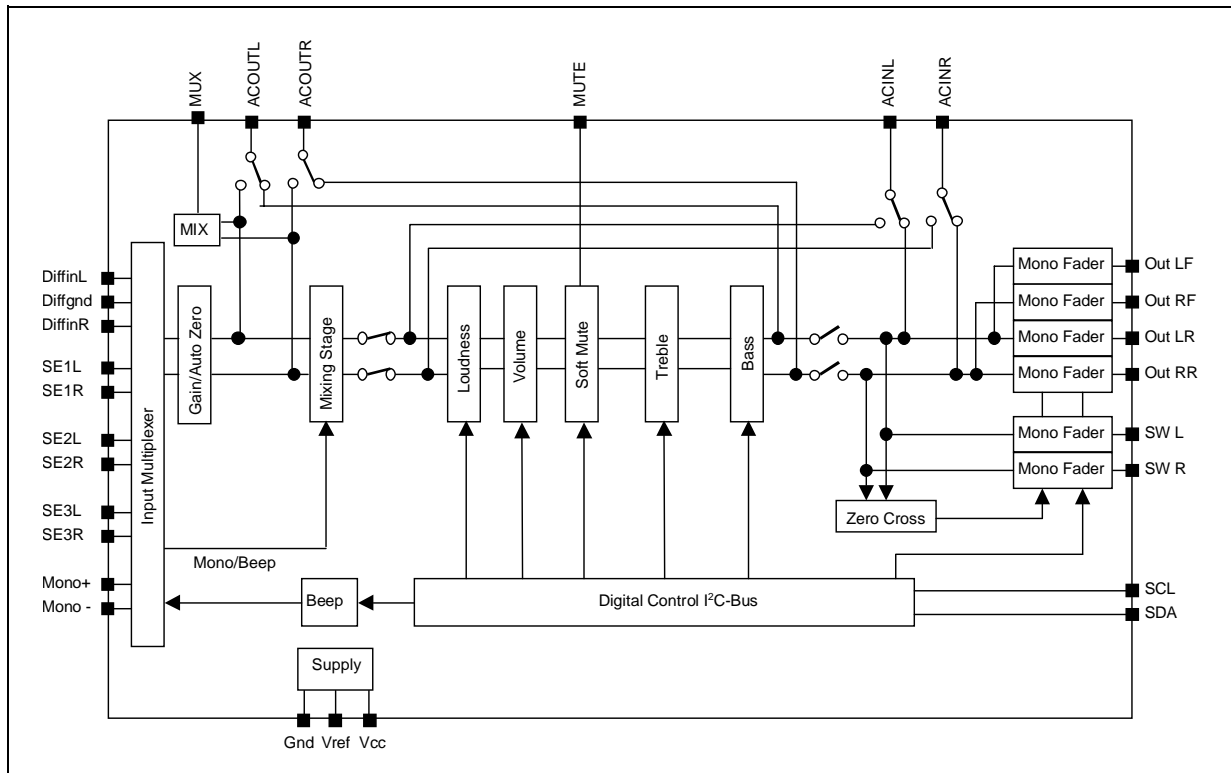 MUX
ACOUTL
ACOUTR
MUTE
ACINL
ACINR
MIX
DiffinL
Diffgnd
DiffinR
SE1L
SE1R
SE2L
SE2R
SE3L
SE3R
Mono+
Mono -
Input Multiplexer
Gain/Auto Zero
Mixing Stage
Loudness
Volume
Soft Mute
Treble
Bass
Mono Fader
Mono Fader
Mono Fader
Mono Fader
Mono Fader
Mono Fader
Out LF
Out RF
Out LR
Out RR
SW L
SW R
Zero Cross
Mono/Beep
Beep
Digital Control I²C-Bus
SCL
SDA
Supply
Gnd Vref Vcc